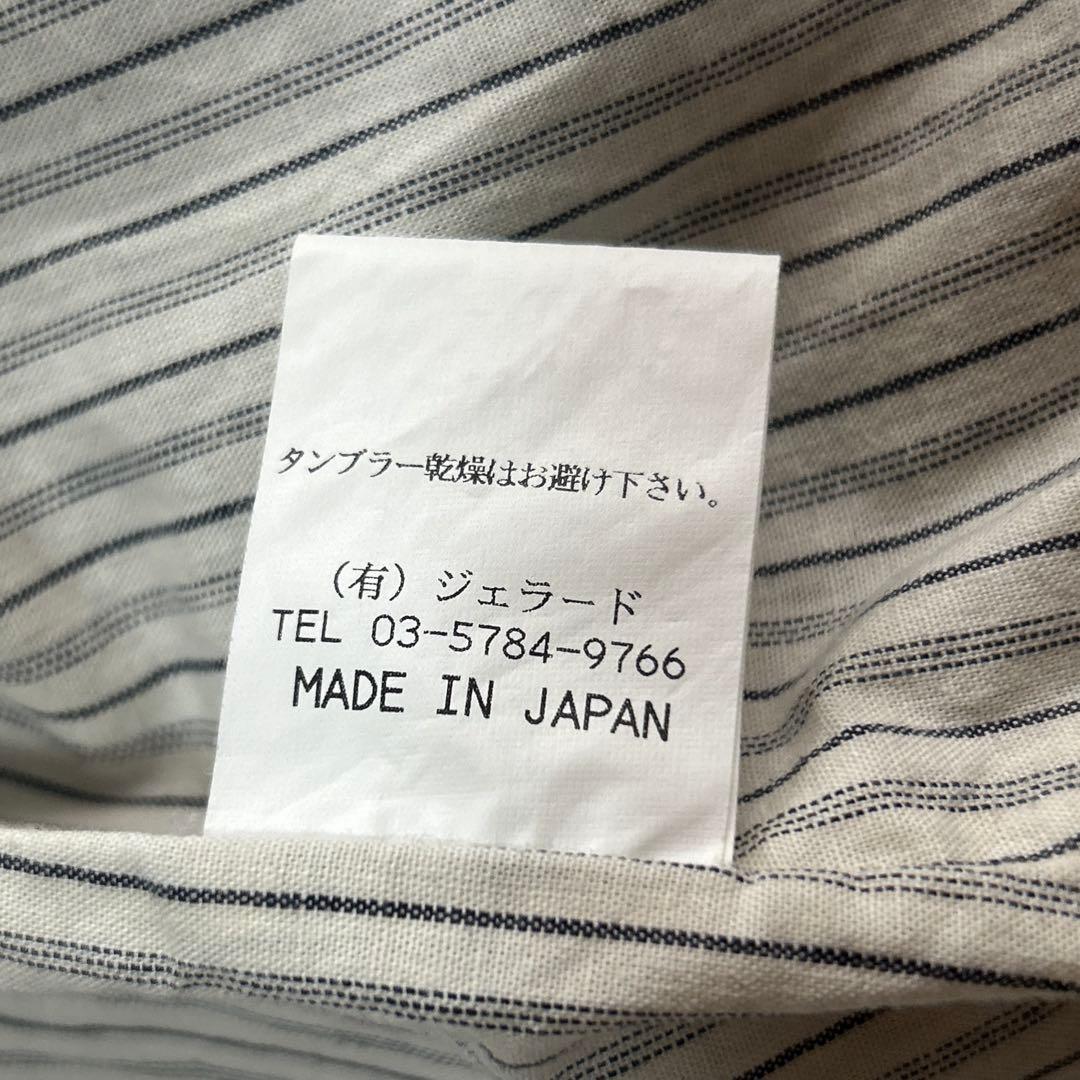 タンブラー乾燥はお避け下さい。
(有) ジェラード
TEL 03-5784-9766
MADE IN JAPAN